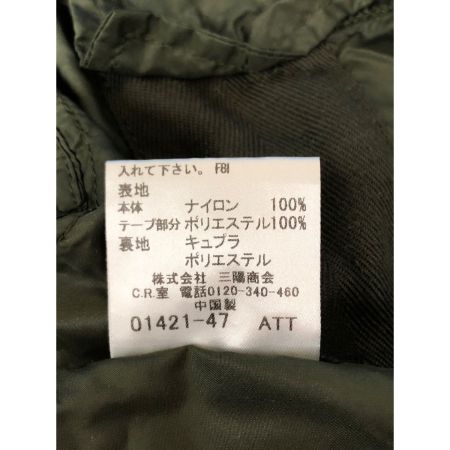 入れて下さい。 F8I
表地
本体 ナイロン 100%
テープ部分 ポリエステル100%
裏地 キュプラ
ポリエステル
株式会社 三陽商会
C.R.室 電話0120-340-460
中国製
01421-47 ATT